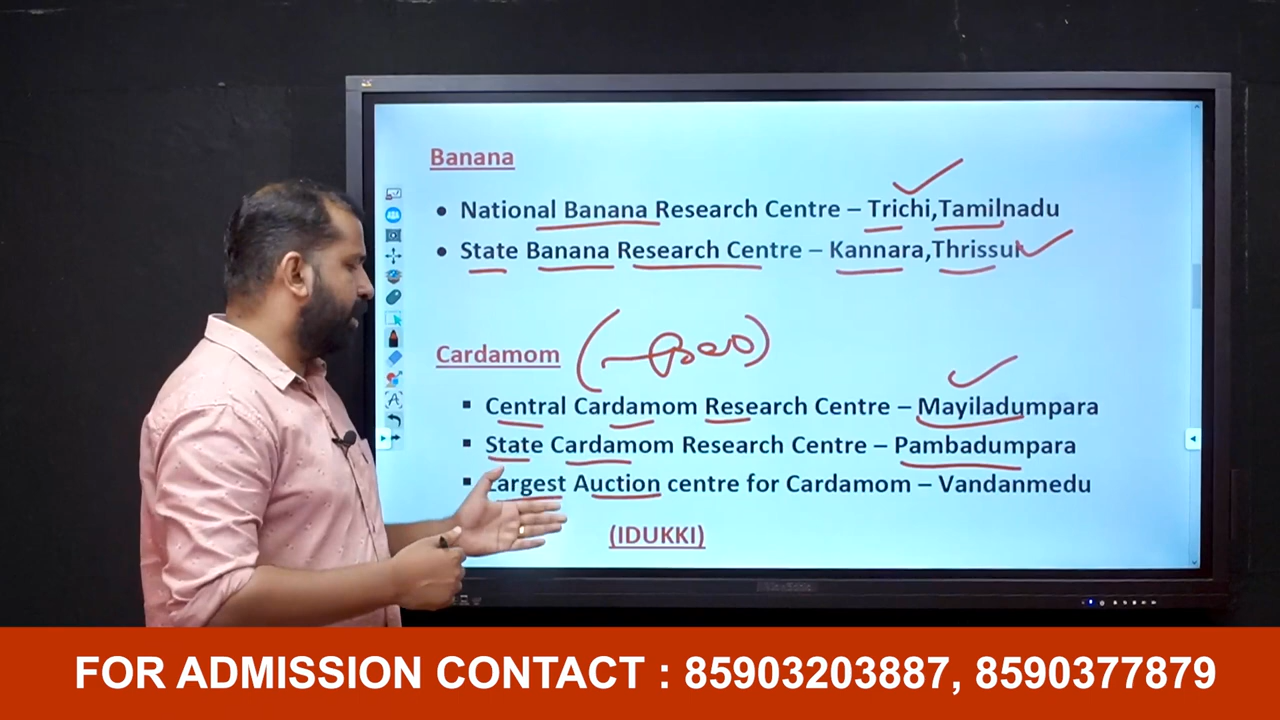 Banana
• National Banana Research Centre – Trichi,Tamilnadu
• State Banana Research Centre – Kannara,Thrissur
Cardamom
▪ Central Cardamom Research Centre – Mayiladumpara
▪ State Cardamom Research Centre – Pambadumpara
▪ Largest Auction centre for Cardamom – Vandanmedu
(IDUKKI)
FOR ADMISSION CONTACT : 85903203887, 8590377879